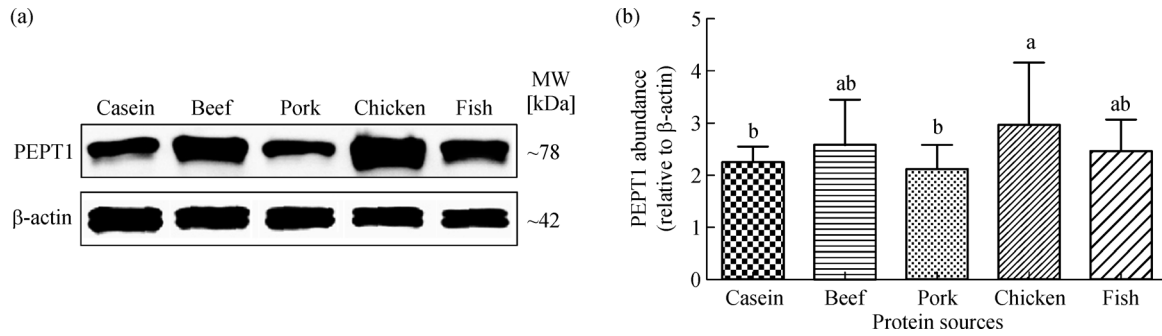 (a)
MW
[kDa]
Casein Beef Pork Chicken Fish
PEPT1
~78
β-actin
~42
(b)
PEPT1 abundance
(relative to β-actin)
5
4
3
2
1
0
b
ab
b
a
ab
Casein Beef Pork Chicken Fish
Protein sources